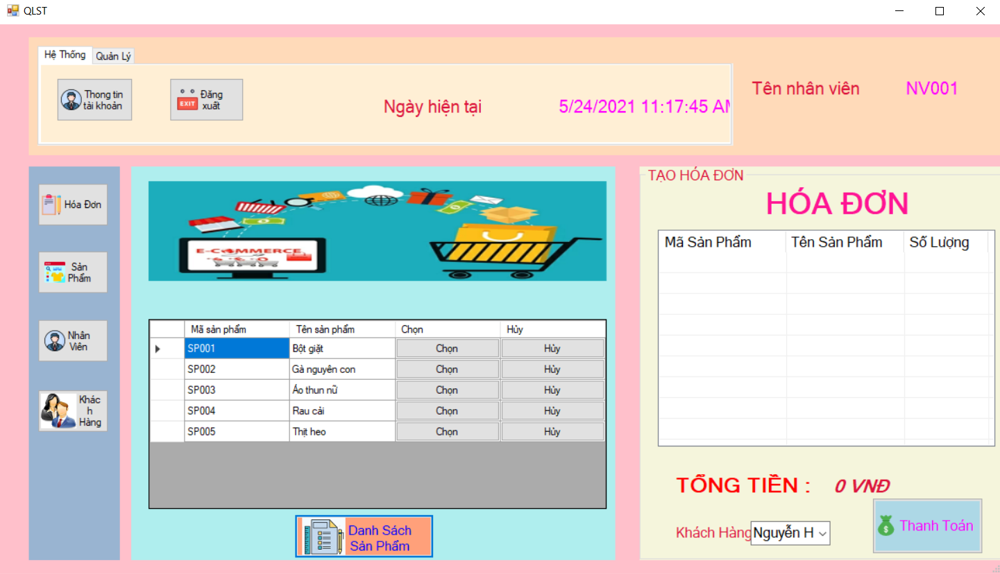 QLST
Hệ Thống
Quản Lý
Thong tin
tài khoản
EXIT
Đăng
xuất
Ngày hiện tại
5/24/2021 11:17:45 AM
Tên nhân viên
NV001
Hóa Đơn
Sản
Phẩm
Nhân
Viên
Khác
h
Hàng
E-COMMERCE
Mã sản phẩm Tên sản phẩm Chọn Hủy
SP001 Bột giặt Chọn Hủy
SP002 Gà nguyên con Chọn Hủy
SP003 Áo thun nữ Chọn Hủy
SP004 Rau cải Chọn Hủy
SP005 Thịt heo Chọn Hủy
Danh Sách
Sản Phẩm
TẠO HÓA ĐƠN
HÓA ĐƠN
Mã Sản Phẩm Tên Sản Phẩm Số Lượng
TỔNG TIỀN : 0 VNĐ
Khách Hàng Nguyễn H
$ Thanh Toán